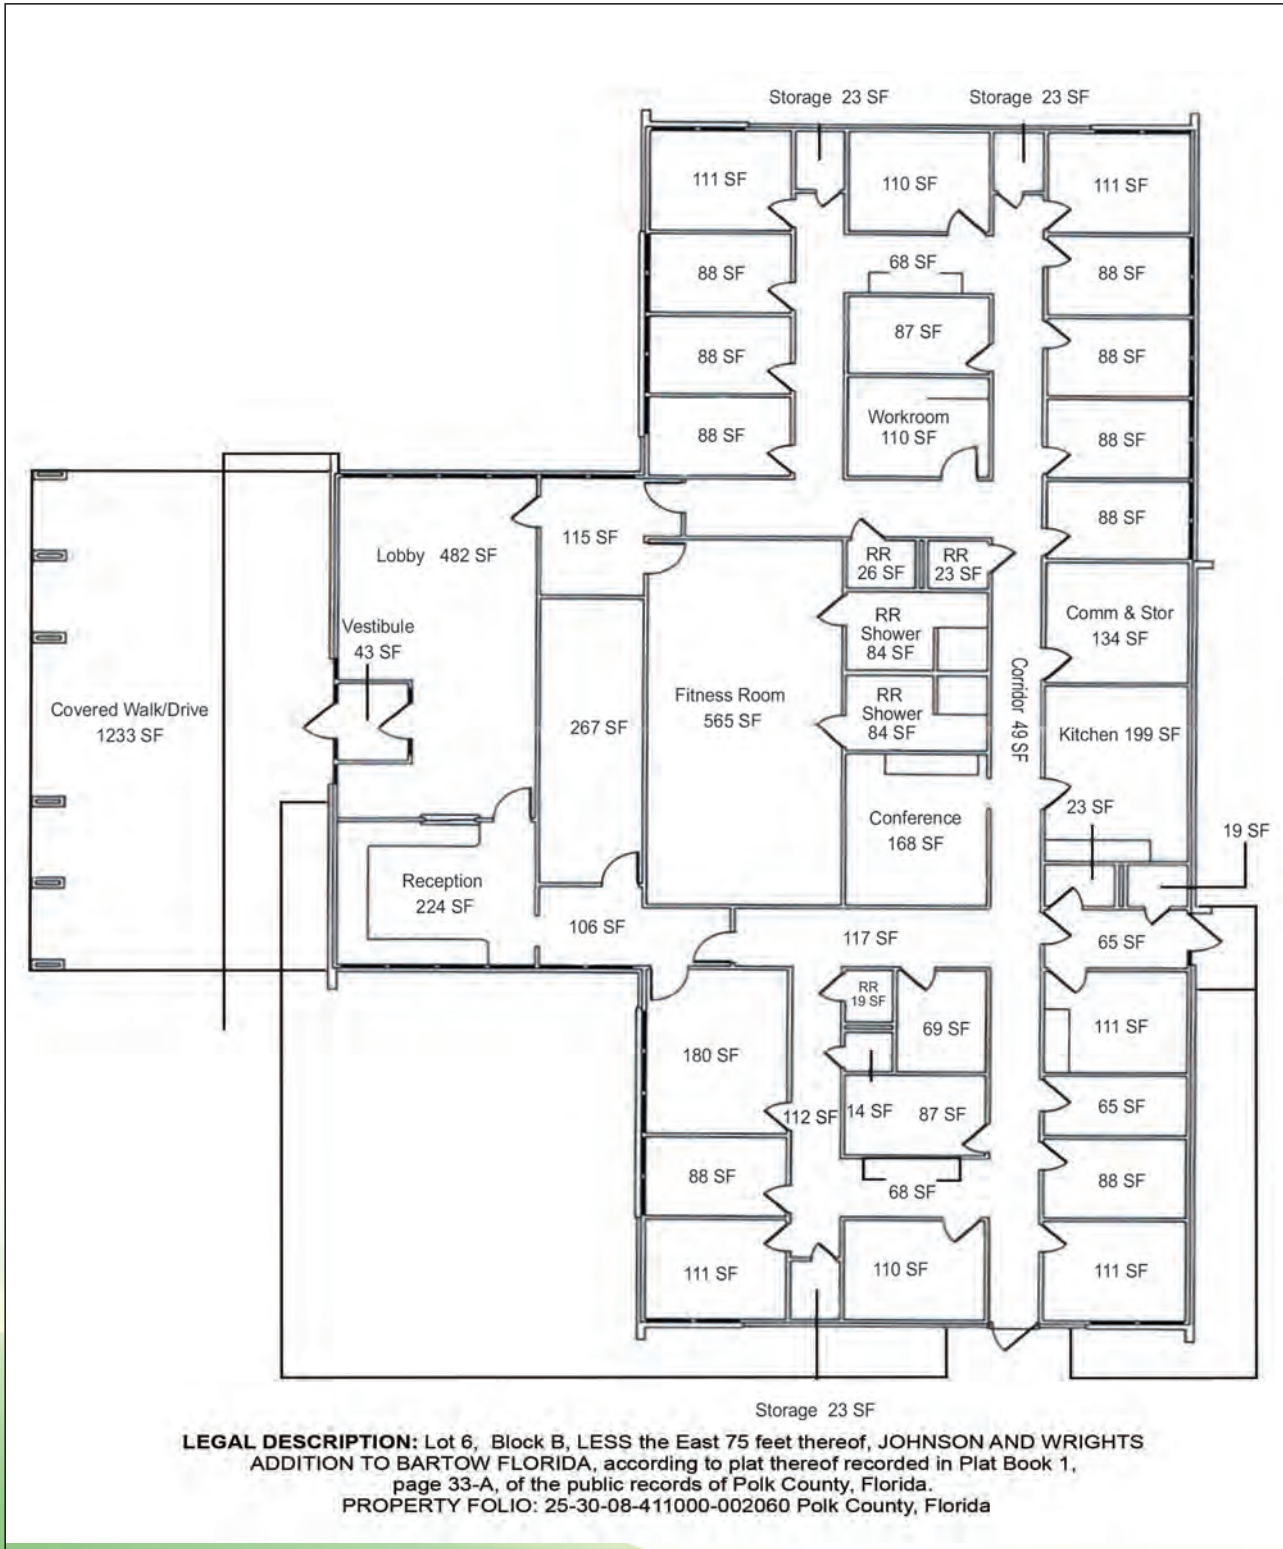 Storage 23 SF
Storage 23 SF
111 SF
110 SF
111 SF
88 SF
68 SF
88 SF
87 SF
88 SF
88 SF
Workroom
110 SF
88 SF
88 SF
88 SF
Lobby 482 SF
115 SF
RR
26 SF
RR
23 SF
Comm & Stor
134 SF
RR
Shower
84 SF
Vestibule
43 SF
Corridor 49 SF
Covered Walk/Drive
1233 SF
267 SF
Fitness Room
565 SF
RR
Shower
84 SF
Kitchen 199 SF
23 SF
19 SF
Conference
168 SF
Reception
224 SF
106 SF
117 SF
65 SF
RR
19 SF
180 SF
69 SF
111 SF
112 SF
14 SF
87 SF
65 SF
88 SF
68 SF
88 SF
111 SF
110 SF
111 SF
Storage 23 SF
LEGAL DESCRIPTION: Lot 6, Block B, LESS the East 75 feet thereof, JOHNSON AND WRIGHTS
ADDITION TO BARTOW FLORIDA, according to plat thereof recorded in Plat Book 1,
page 33-A, of the public records of Polk County, Florida.
PROPERTY FOLIO: 25-30-08-411000-002060 Polk County, Florida